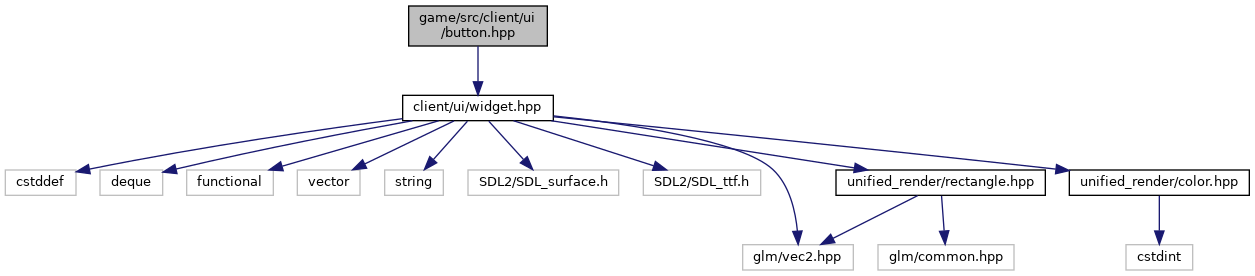 game/src/client/ui
/button.hpp
client/ui/widget.hpp
cstddef
deque
functional
vector
string
SDL2/SDL_surface.h
SDL2/SDL_ttf.h
unified_render/rectangle.hpp
unified_render/color.hpp
glm/vec2.hpp
glm/common.hpp
cstdint